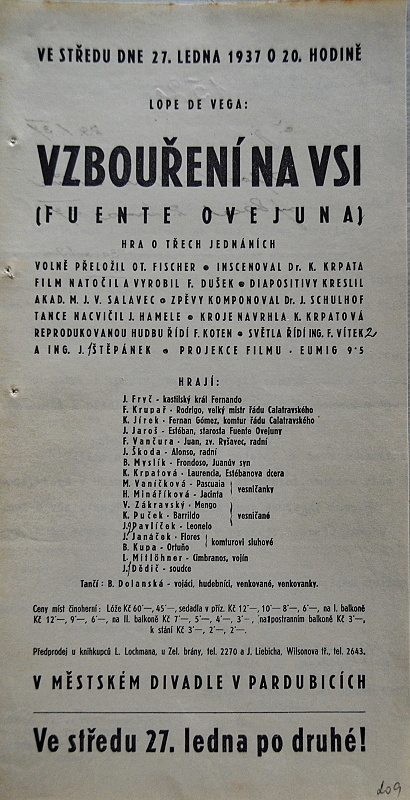 VE STŘEDU DNE 27. LEDNA 1937 O 20. HODINĚ
LOPE DE VEGA:
VZBOUŘENÍ NA VSI
(FUENTE OVEJUNA)
HRA O TŘECH JEDNÁNÍCH
VOLNĚ PŘELOŽIL OT. FISCHER • INSCENOVAL Dr. K. KRPATA
FILM NATOČIL A VYROBIL F. DUŠEK • DIAPOSITIVY KRESLIL
AKAD. M. J. V. SALAVEC • ZPĚVY KOMPONOVAL Dr. J. SCHULHOF
TANCE NACVIČIL J. HAMELE • KROJE NAVRHLA K. KRPATOVÁ
REPRODUKOVANOU HUDBU ŘÍDÍ F. KOTEN • SVĚTLA ŘÍDÍ ING. F. VÍTEK
A ING. J. ŠTĚPÁNEK • PROJEKCE FILMU - EUMIG 9·5
HRAJÍ:
J. Fryč - kastilský král Fernando
F. Krupař - Rodrigo, velký mistr řádu Calatravského
K. Jírek - Fernan Gómez, komtur řádu Calatravského
J. Jaroš - Estéban, starosta Fuente Ovejuny
F. Vančura - Juan, zv. Ryšavec, radní
J. Škoda - Alonso, radní
B. Myslík - Frondoso, Juanův syn
K. Krpatová - Laurencia, Estébanova dcera
M. Vaníčková - Pascuaia
H. Mináříková - Jacinta } vesničanky
V. Zákravský - Mengo
K. Puček - Barrildo } vesničané
J. Pavlíček - Leonelo
J. Janáček - Flores
B. Kupa - Ortuño } komturovi sluhové
L. Mitlöhner - Cimbranos, vojín
J. Dědič - soudce
Tančí: B. Dolanská - vojáci, hudebníci, venkované, venkovanky.
Ceny míst činoherní: Lóže Kč 60'—, 45'—, sedadla v příz. Kč 12'—, 10'— 8'—, 6'—, na I. balkoně
Kč 12'—, 9'—, 6'—, na II. balkoně Kč 7'—, 5'—, 4'—, 3'—, na postranním balkoně Kč 3'—,
k stání Kč 3'—, 2'—, 2'—.
Předprodej u knihkupců L. Lochmana, u Zel. brány, tel. 2270 a J. Liebicha, Wilsonova tř., tel. 2643.
V MĚSTSKÉM DIVADLE V PARDUBICÍCH
Ve středu 27. ledna po druhé!
209